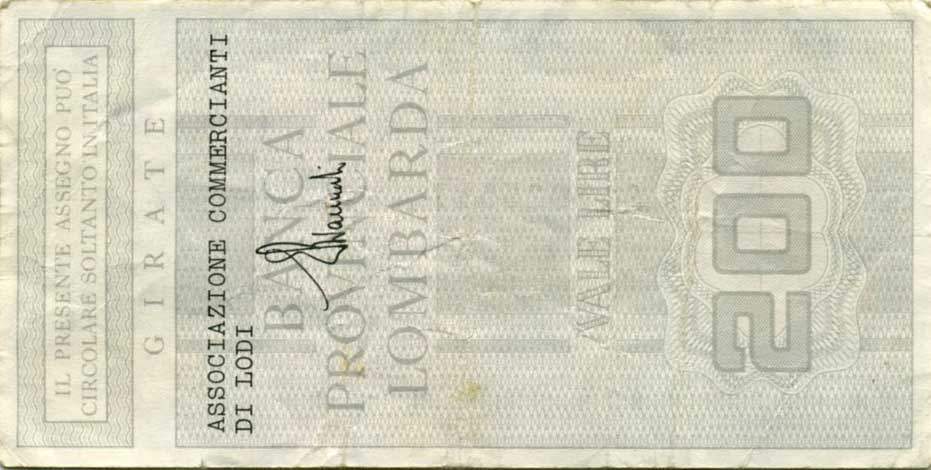 IL PRESENTE ASSEGNO PUO'
CIRCOLARE SOLTANTO IN ITALIA
GIRATE
ASSOCIAZIONE COMMERCIANTI
DI LODI
BANCA
PROVINCIALE
LOMBARDA
VALE LIRE
200